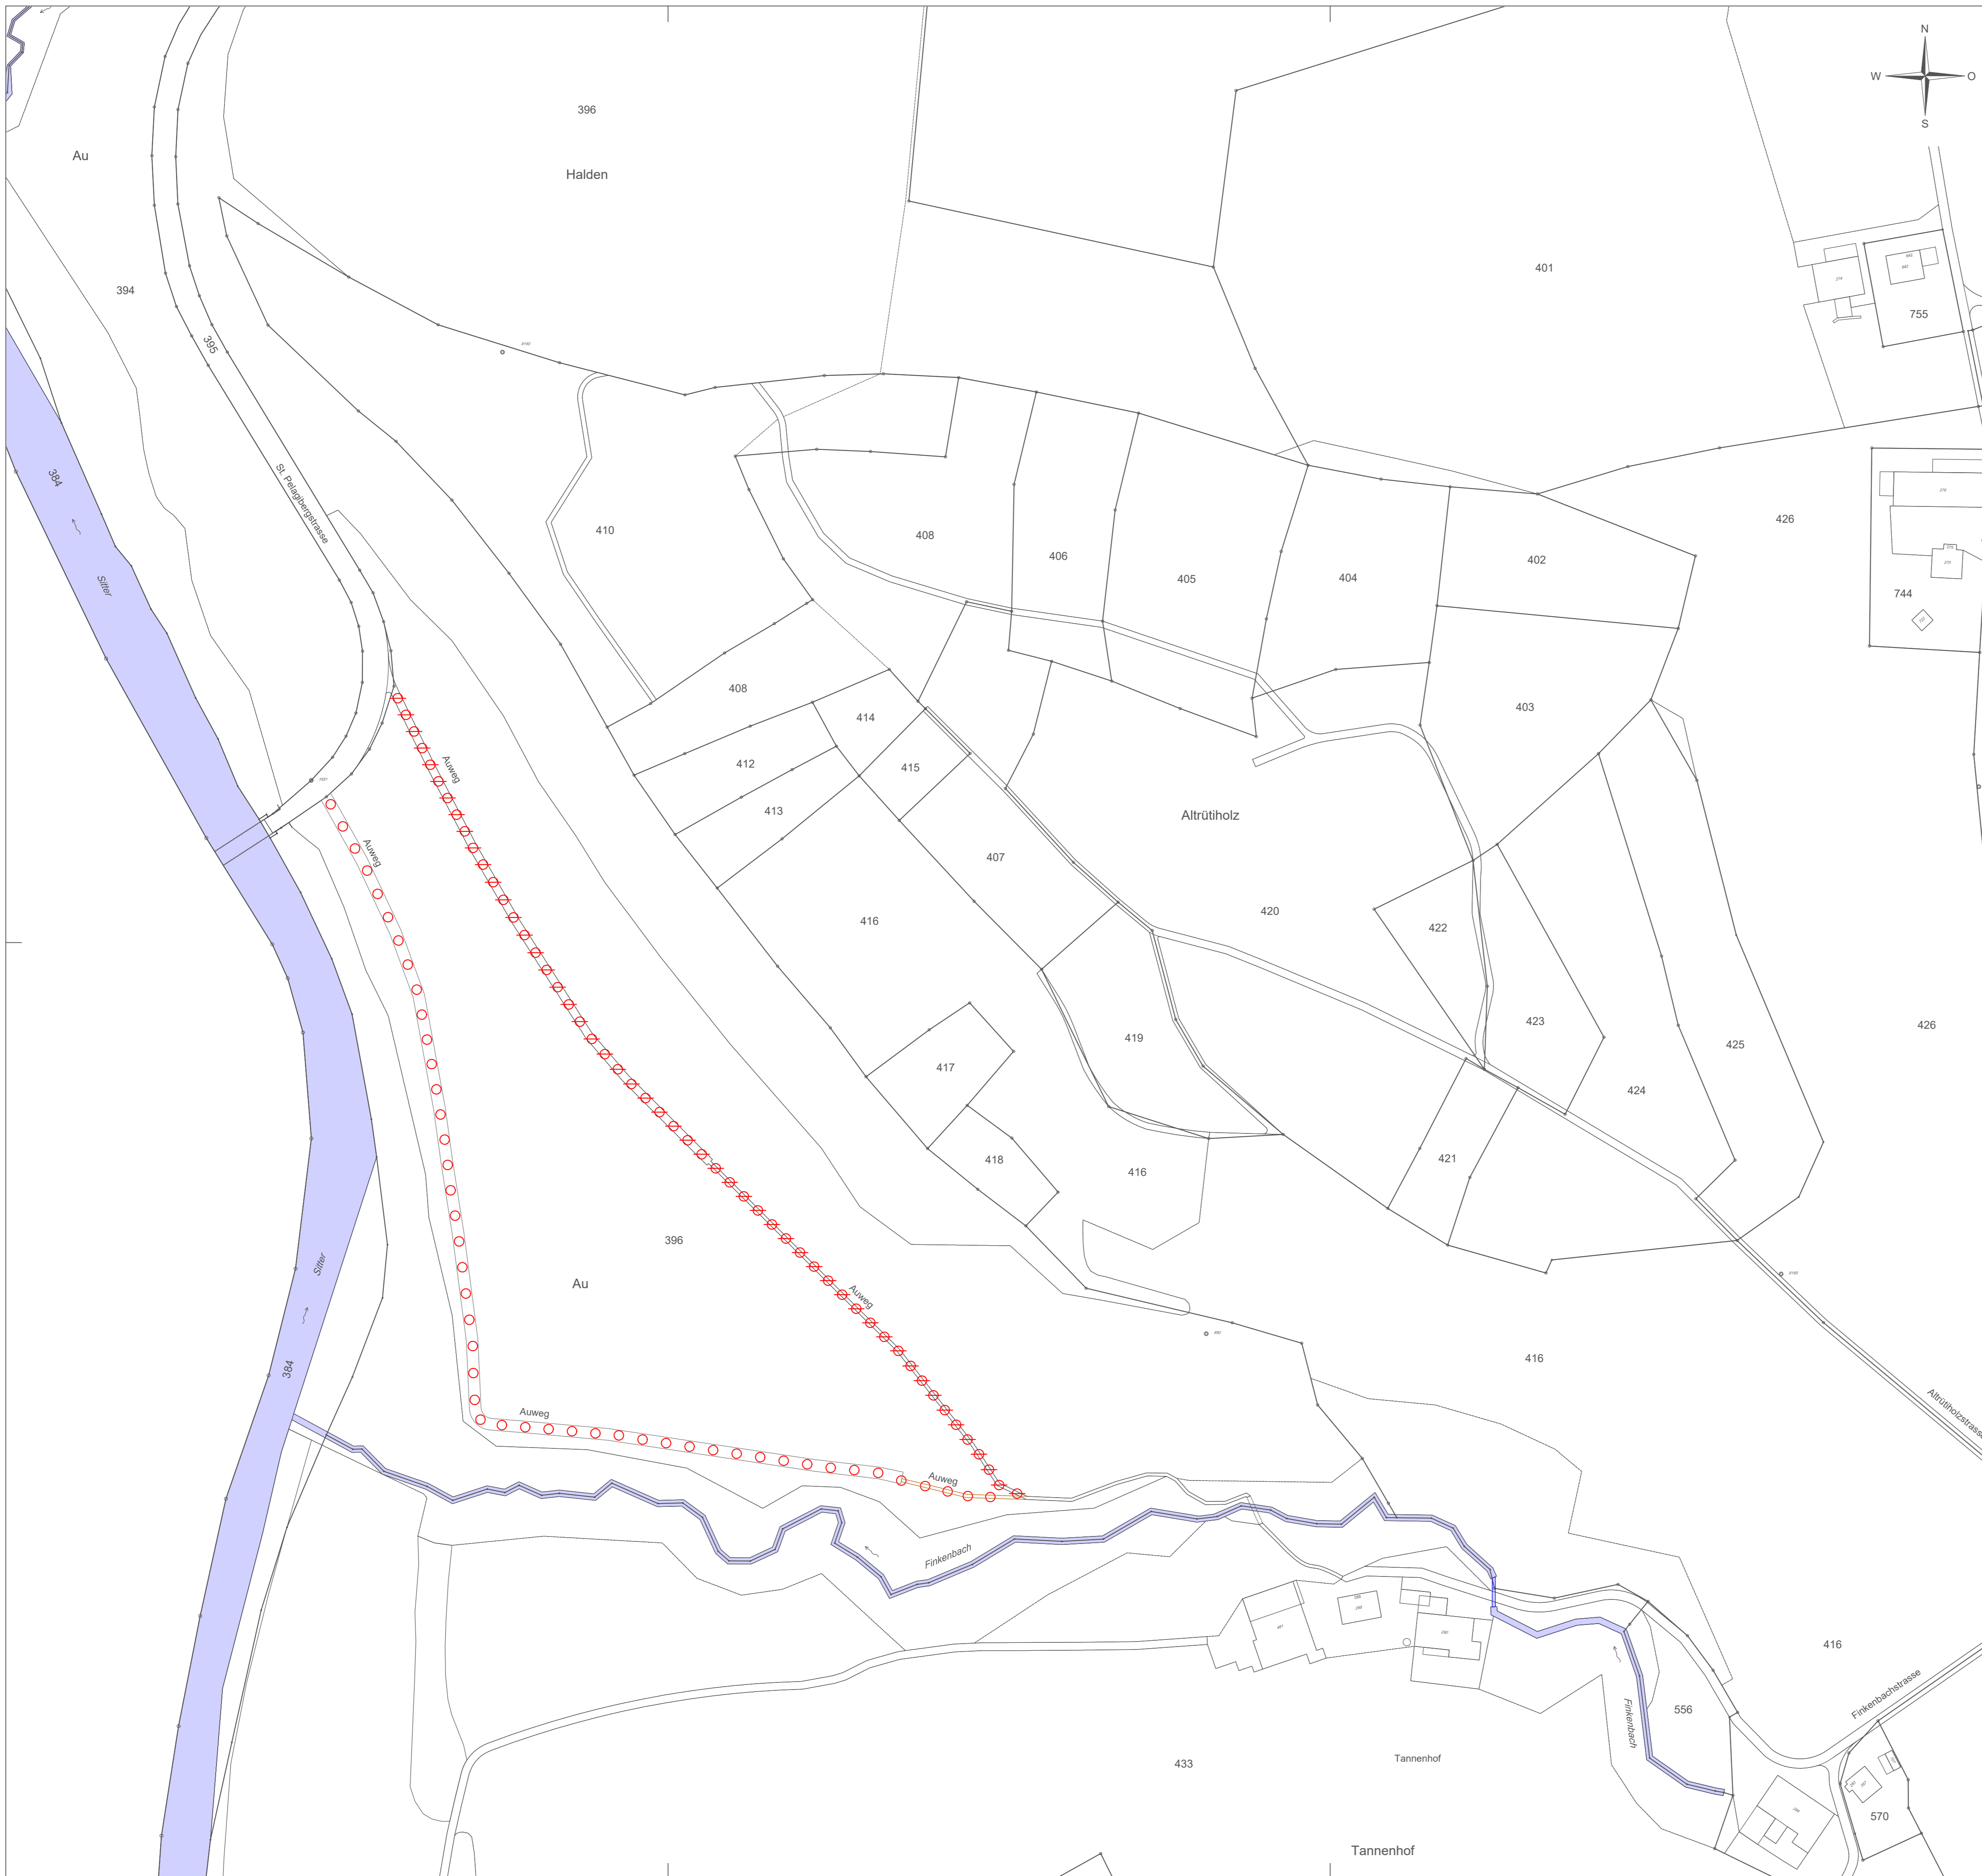 N
W
O
S
396
Au
Halden
394
401
755
395
384
St. Pelagibergstrasse
Sitter
410
408
406
405
404
402
426
744
408
414
403
Auweg
412
415
413
Altrütiholz
Auweg
407
416
420
422
423
426
419
425
417
424
418
416
421
396
Sitter
Au
Auweg
384
416
Altrütiholzstrasse
Auweg
Auweg
Finkenbach
416
556
Finkenbachstrasse
Finkenbach
433
Tannenhof
570
Tannenhof